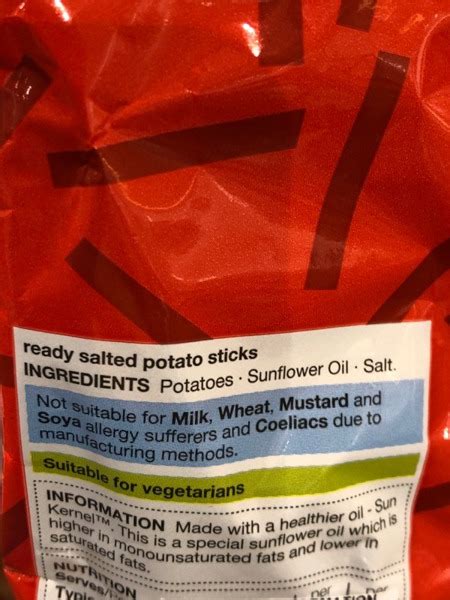 ready salted potato sticks
INGREDIENTS Potatoes · Sunflower Oil · Salt.
Not suitable for Milk, Wheat, Mustard and
Soya allergy sufferers and Coeliacs due to
manufacturing methods.
Suitable for vegetarians
INFORMATION Made with a healthier oil - Sun
Kernel™ · This is a special sunflower oil which is
higher in monounsaturated fats and lower in
saturated fats.
NUTRITION
per